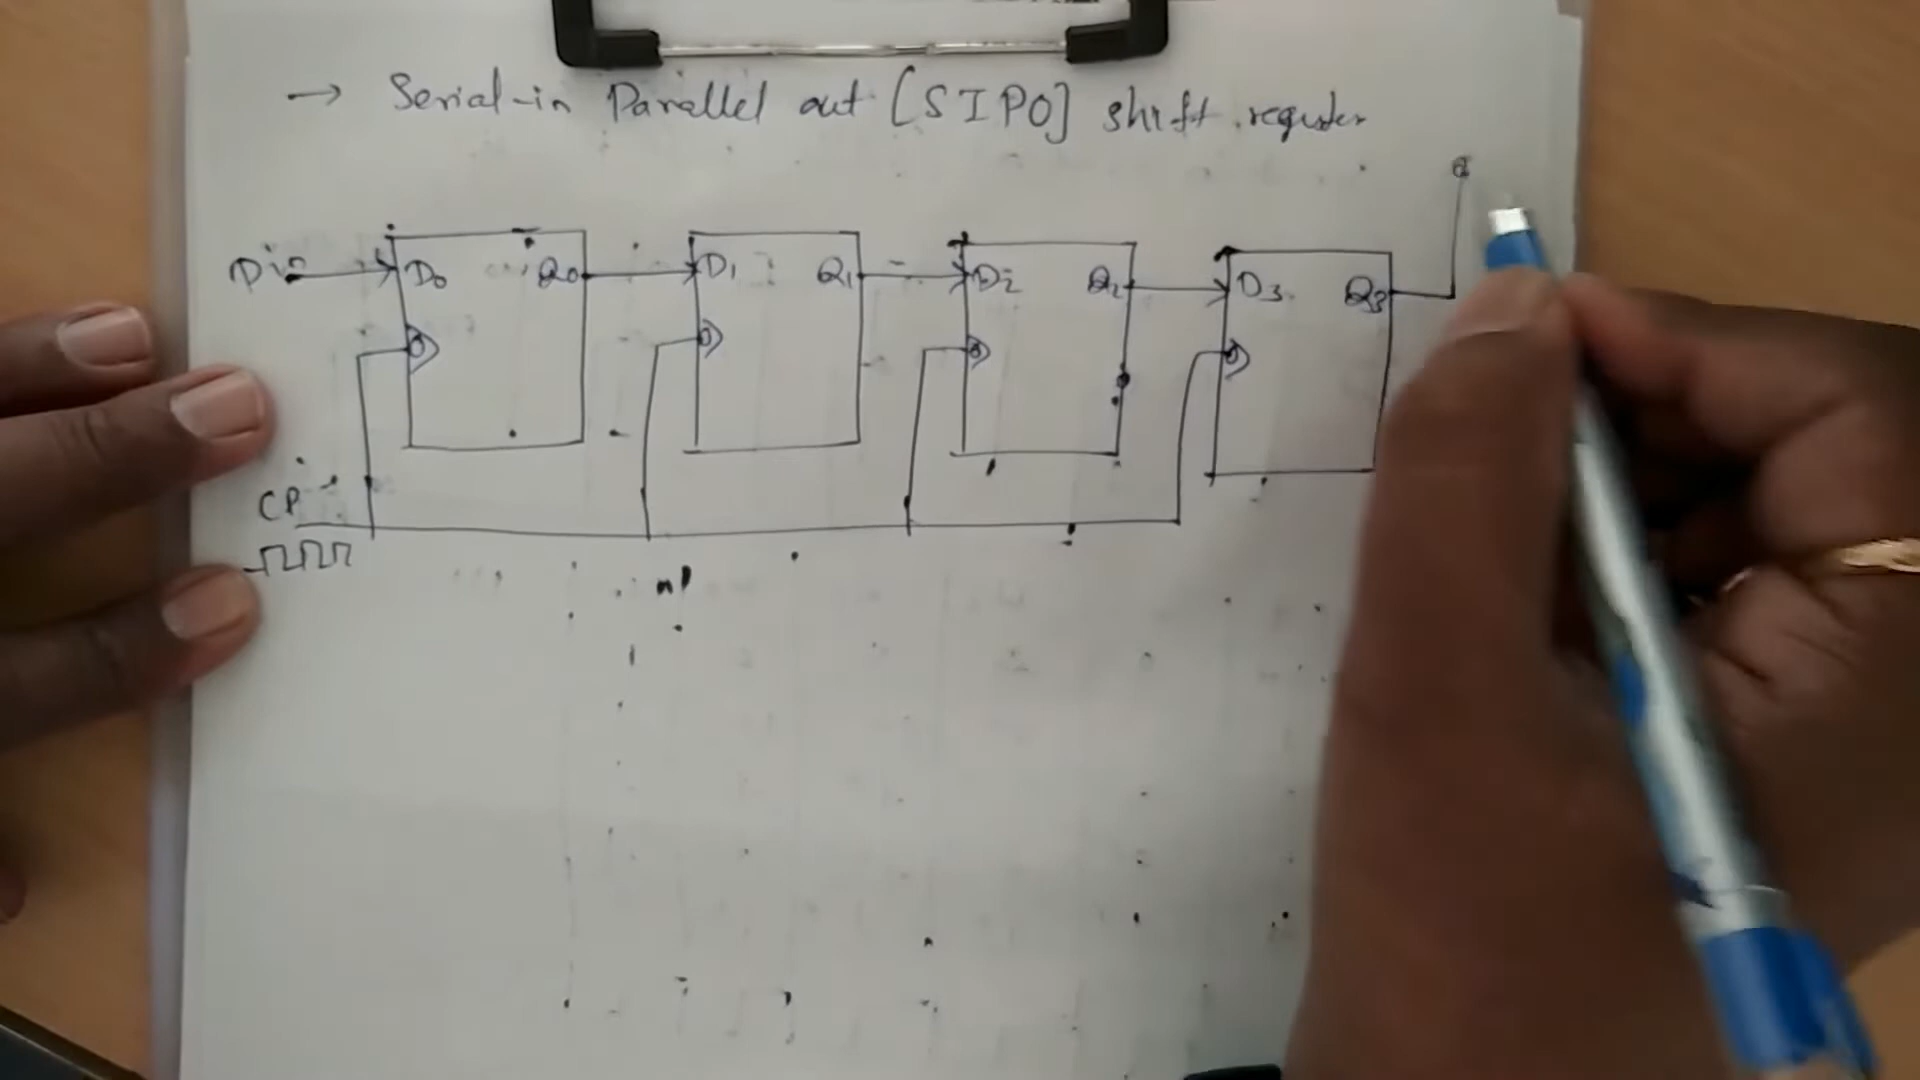 → Serial-in Parallel out [SIPO] shift register
Din D₀ Q₀ D₁ Q₁ D₂ Q₂ D₃ Q₃
CP